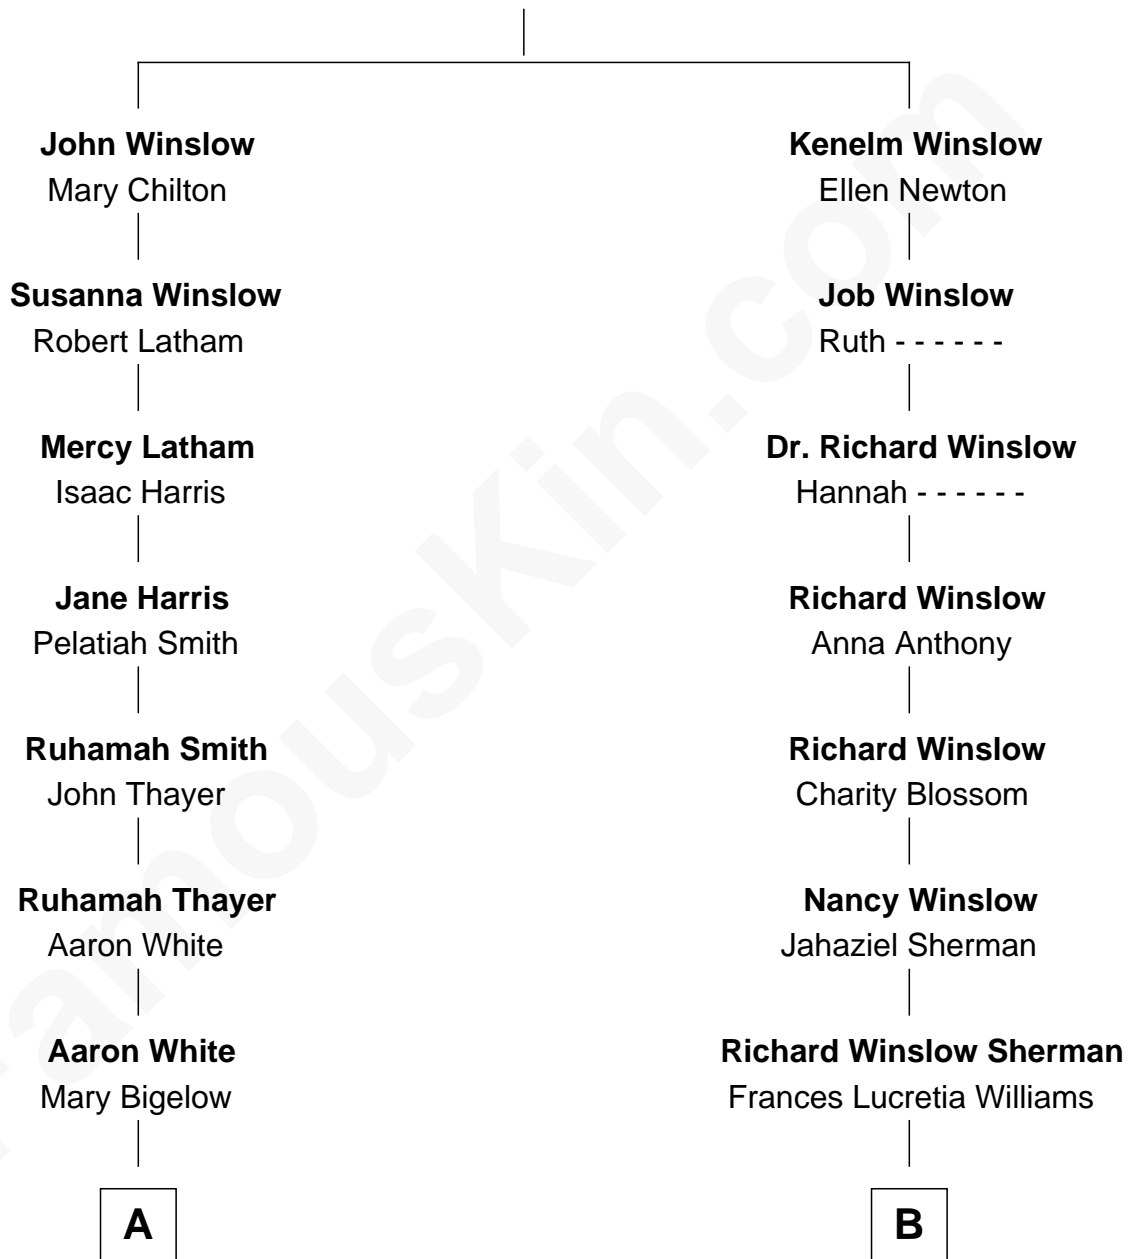 John Winslow
Mary Chilton
Susanna Winslow
Robert Latham
Mercy Latham
Isaac Harris
Jane Harris
Pelatiah Smith
Ruhamah Smith
John Thayer
Ruhamah Thayer
Aaron White
Aaron White
Mary Bigelow
A
Kenelm Winslow
Ellen Newton
Job Winslow
Ruth - - - - - -
Dr. Richard Winslow
Hannah - - - - - -
Richard Winslow
Anna Anthony
Richard Winslow
Charity Blossom
Nancy Winslow
Jahaziel Sherman
Richard Winslow Sherman
Frances Lucretia Williams
B
FamousKin.com